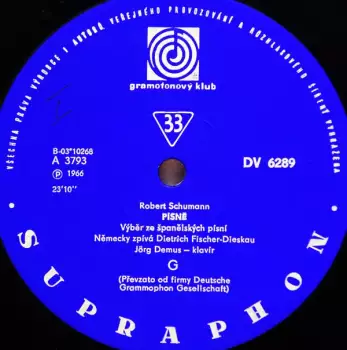 VŠECHNA PRÁVA VÝROBCE I AUTORŮ VEŘEJNÉHO PROVOZOVÁNÍ A ROZHLASOVÉHO ŠÍŘENÍ VYHRAZENA
gramofonový klub
33
B-03*10268
A 3793
Ⓟ 1966
23'10"
DV 6289
Robert Schumann
PÍSNĚ
Výběr ze španělských písní
Německy zpívá Dietrich Fischer-Dieskau
Jörg Demus – klavír
G
(Převzato od firmy Deutsche
Grammophon Gesellschaft)
• SUPRAPHON •